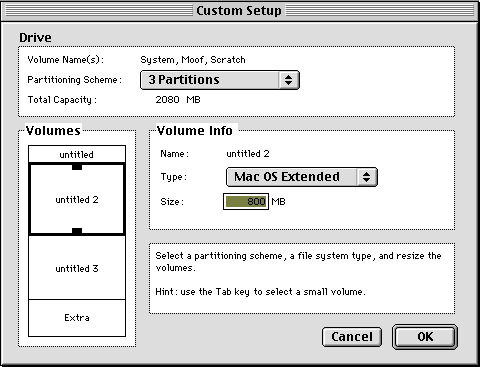 Custom Setup
Drive
Volume Name(s): System, Moof, Scratch
Partitioning Scheme: 3 Partitions
Total Capacity: 2080 MB
Volumes
untitled
untitled 2
untitled 3
Extra
Volume Info
Name: untitled 2
Type: Mac OS Extended
Size: 800 MB
Select a partitioning scheme, a file system type, and resize the
volumes.
Hint: use the Tab key to select a small volume.
Cancel OK